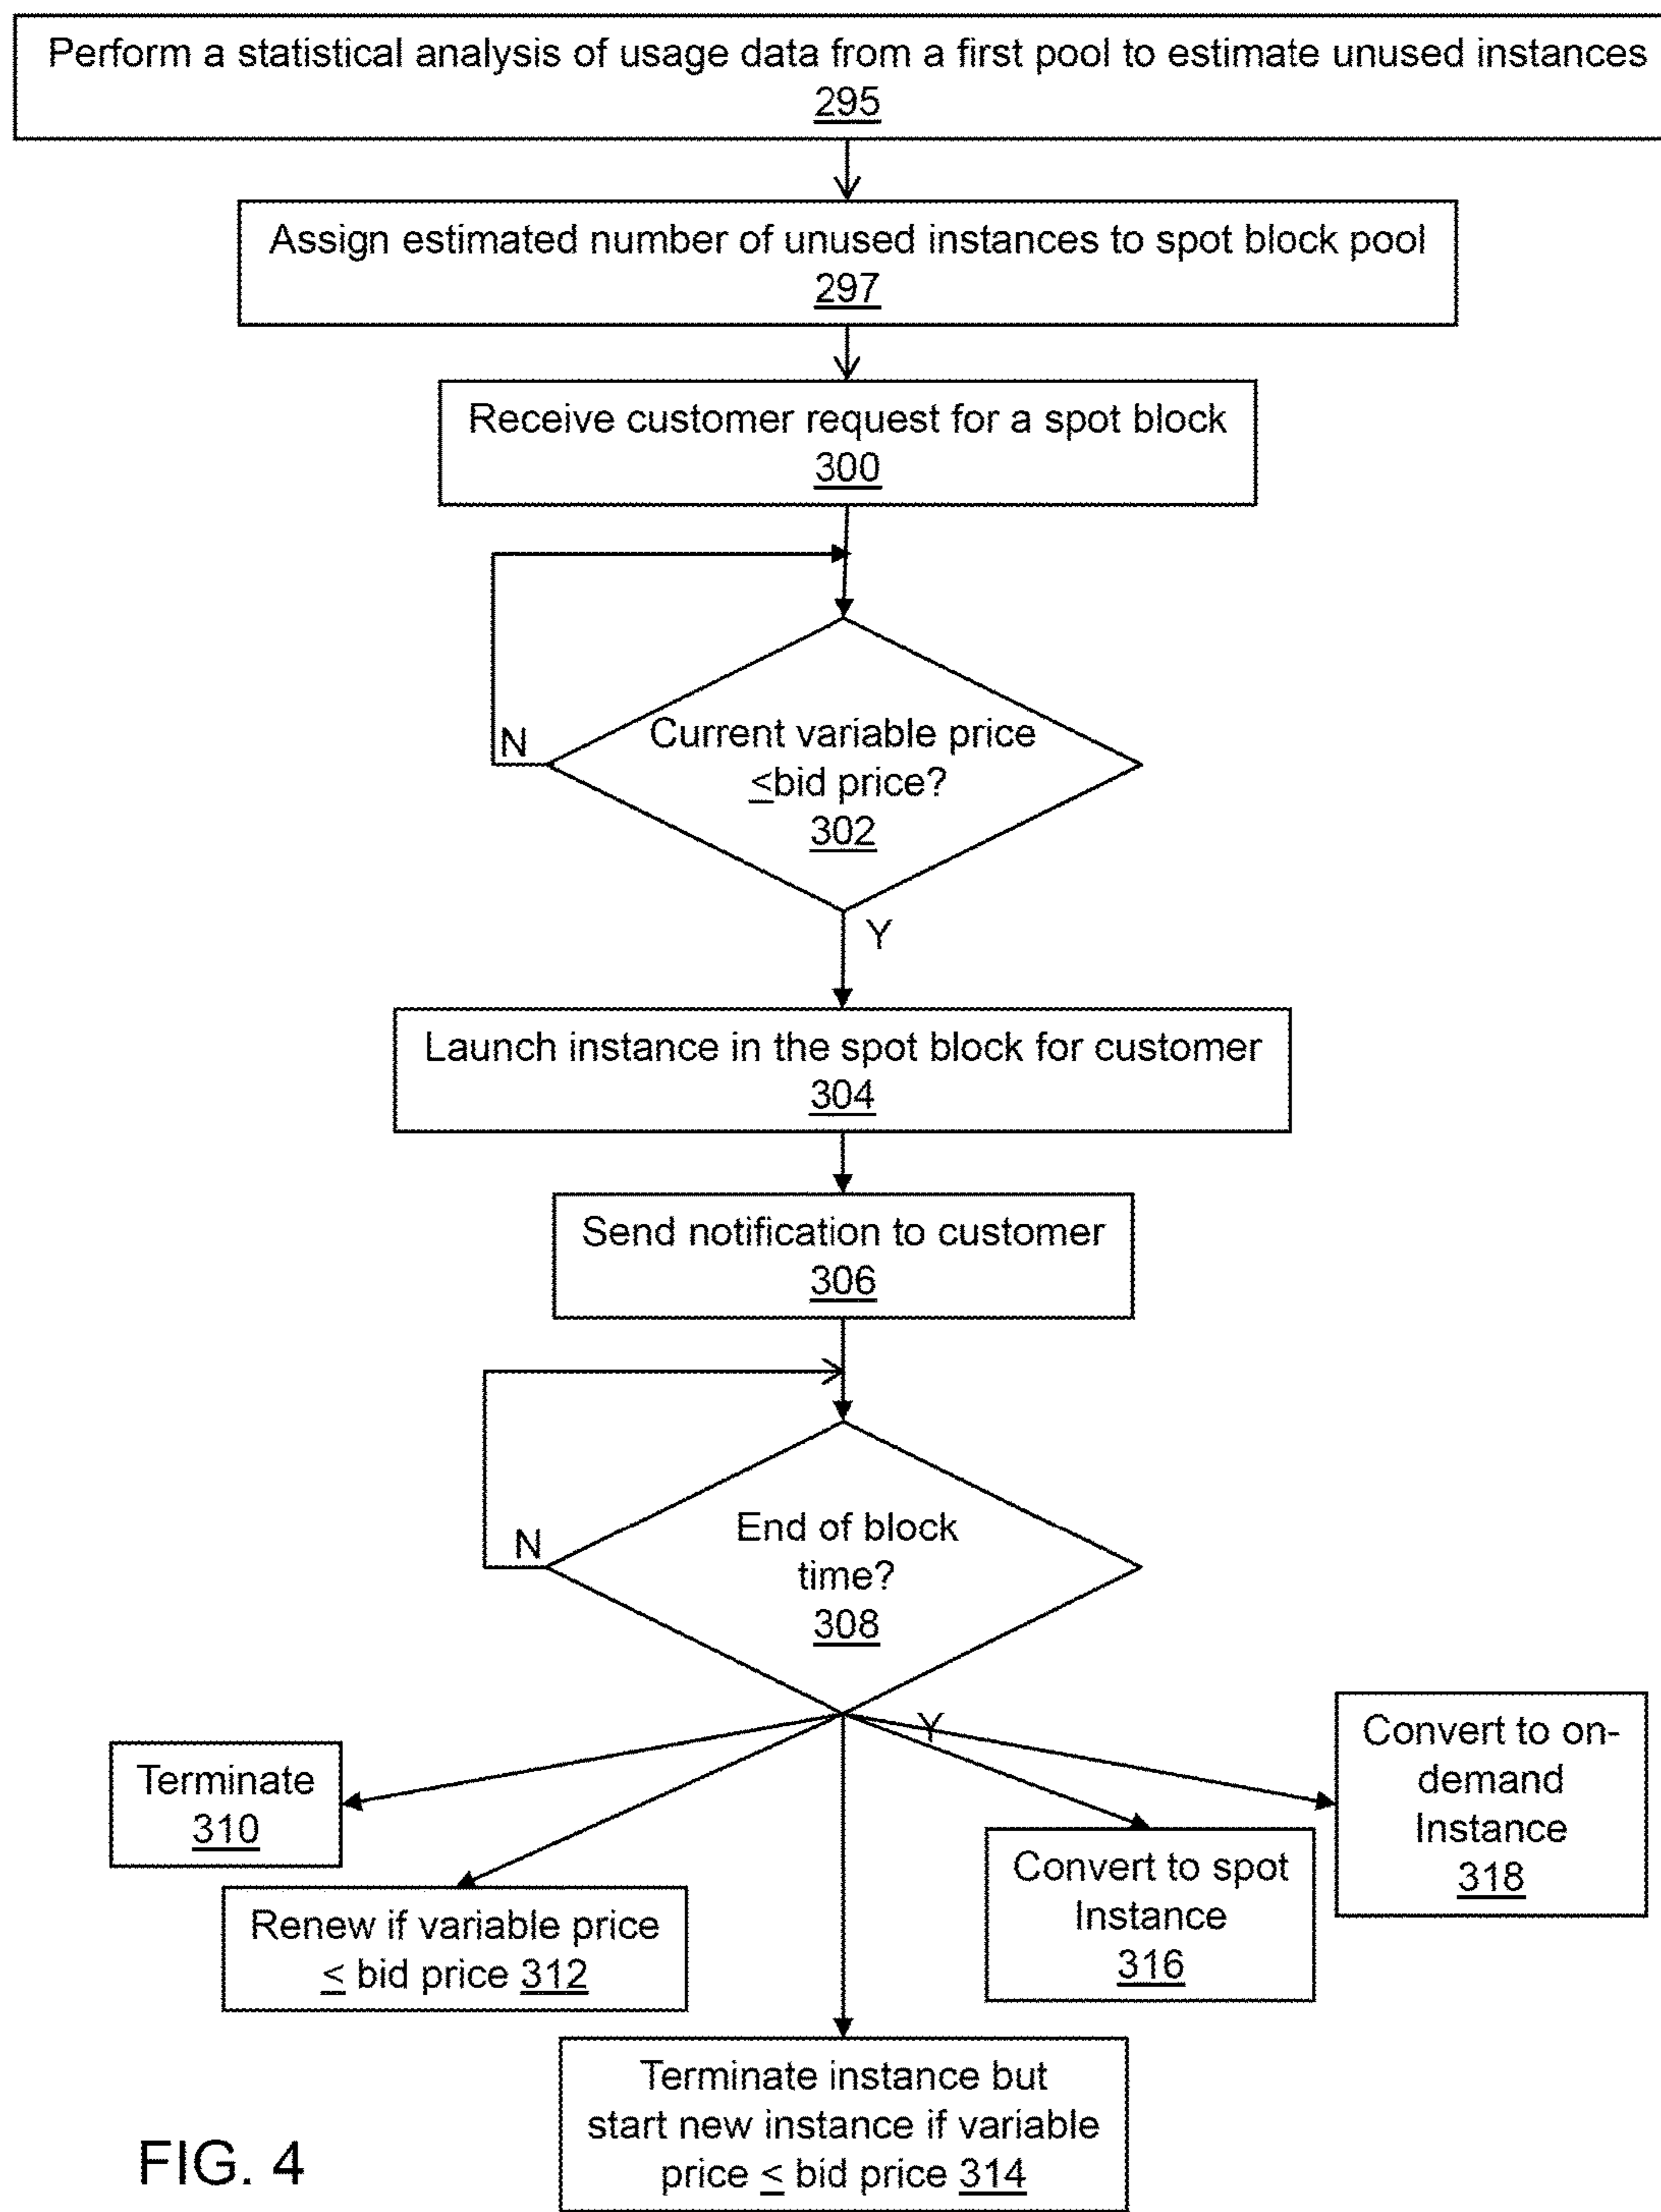 Perform a statistical analysis of usage data from a first pool to estimate unused instances
295
Assign estimated number of unused instances to spot block pool
297
Receive customer request for a spot block
300
N
Current variable price
≤bid price?
302
Y
Launch instance in the spot block for customer
304
Send notification to customer
306
N
End of block
time?
308
Y
Terminate
310
Renew if variable price
≤ bid price 312
Terminate instance but
start new instance if variable
price ≤ bid price 314
Convert to spot
Instance
316
Convert to on-
demand
Instance
318
FIG. 4